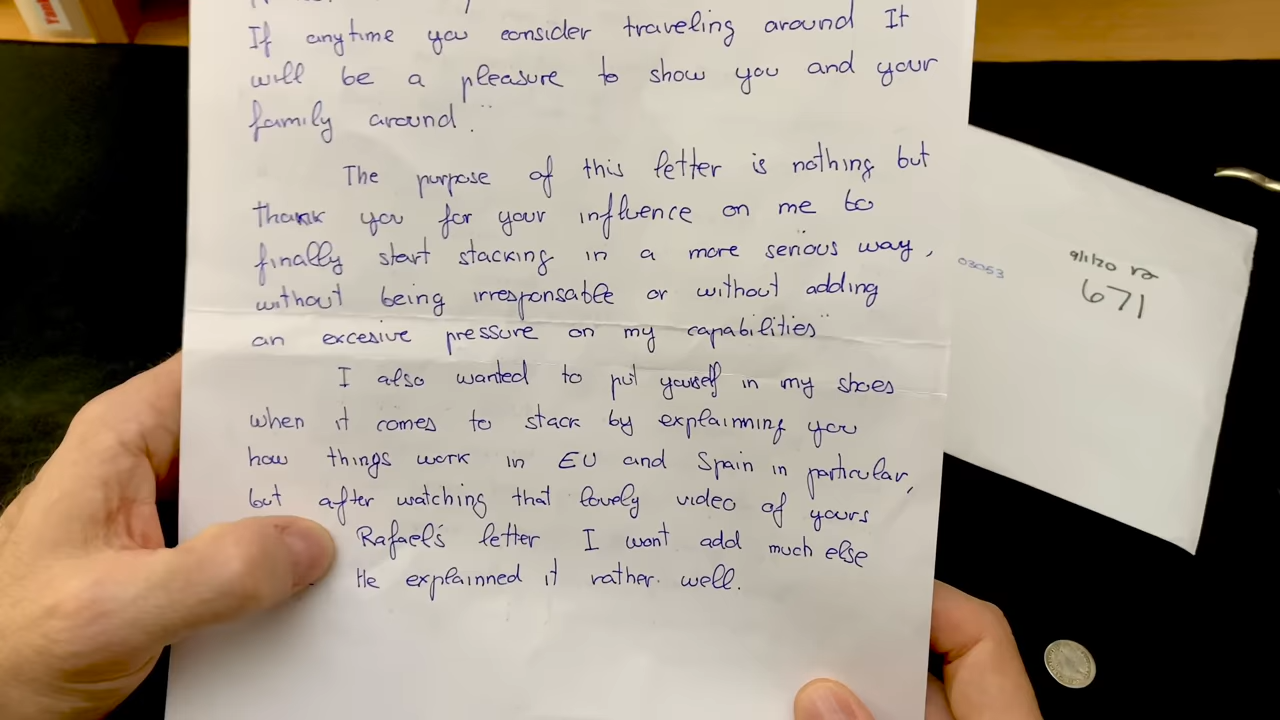 If anytime you consider traveling around It
will be a pleasure to show you and your
family around.¨
The purpose of this letter is nothing but
thank you for your influence on me to
finally start stacking in a more serious way,
without being irresponsable or without adding
an excesive pressure on my capabilities¨
I also wanted to put youself in my shoes
when it comes to stack by explainning you
how things work in EU and Spain in particular,
but after watching that lovely video of yours
Rafael's letter I wont add much else
He explainned it rather well.
03053
9/1/20 r2
671